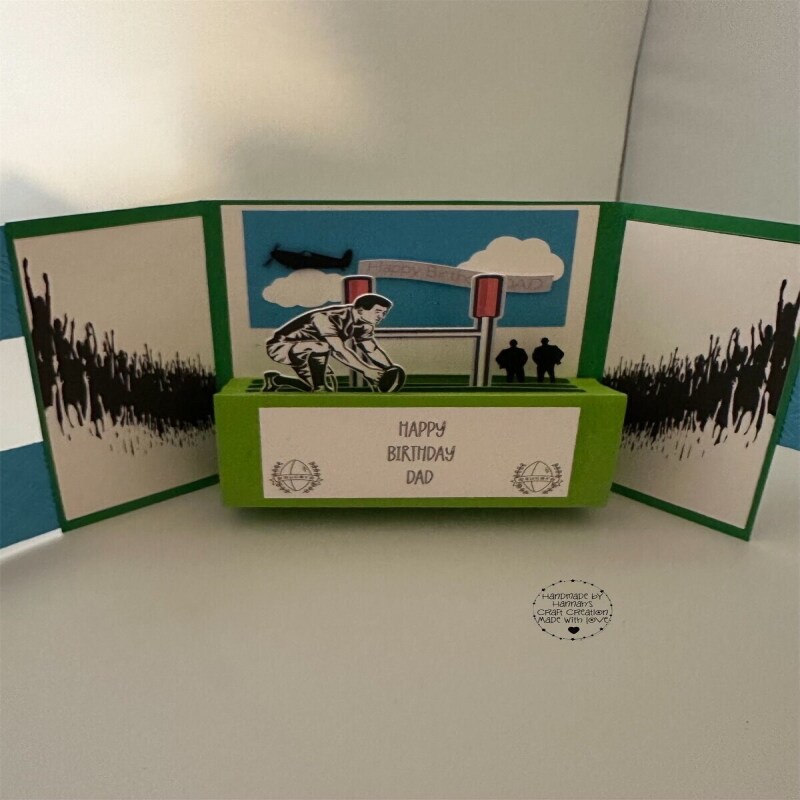 Happy Birthday DAD
HAPPY
BIRTHDAY
DAD
HANDMADE BY
HANNAH'S
CRAFT CREATION
MADE WITH LOVE